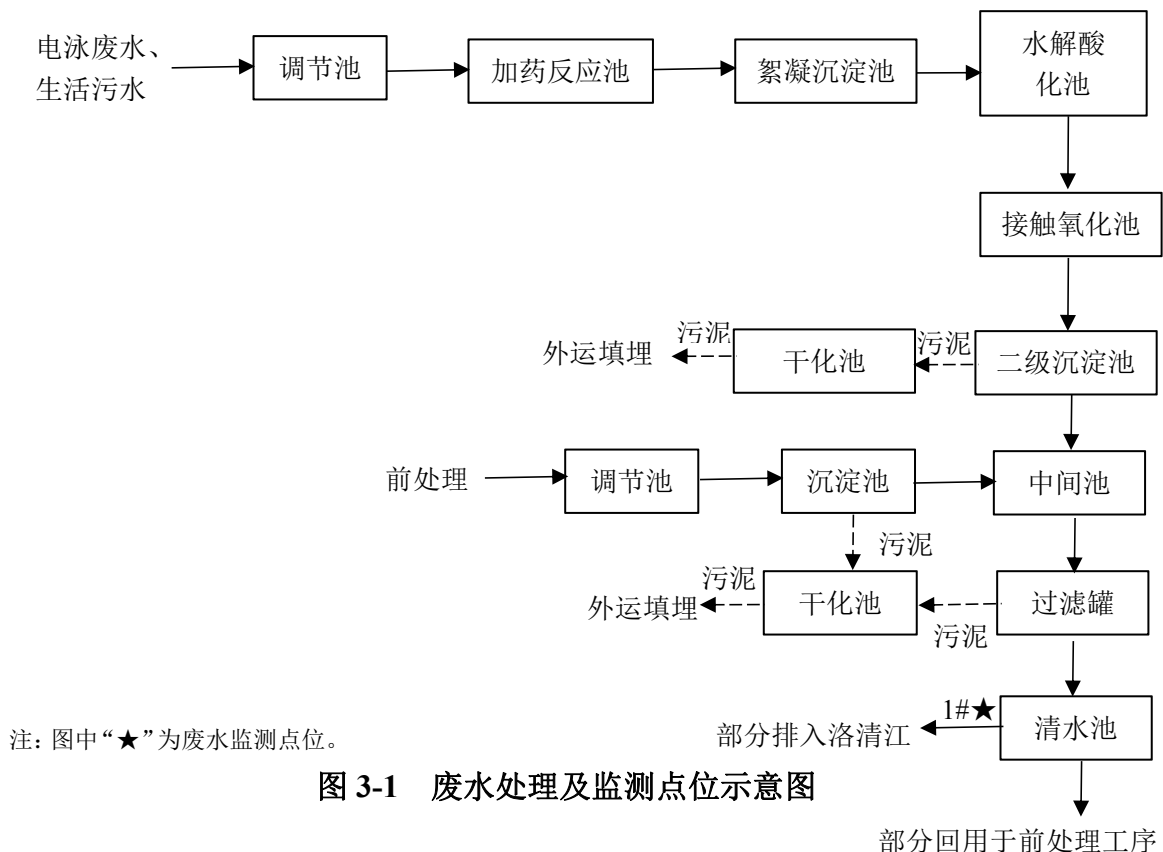 电泳废水、
生活污水
调节池
加药反应池
絮凝沉淀池
水解酸
化池
接触氧化池
外运填埋
污泥
干化池
污泥
二级沉淀池
前处理
调节池
沉淀池
中间池
污泥
外运填埋
污泥
干化池
污泥
过滤罐
注：图中“★”为废水监测点位。
部分排入洛清江
1#★
清水池
图 3-1 废水处理及监测点位示意图
部分回用于前处理工序